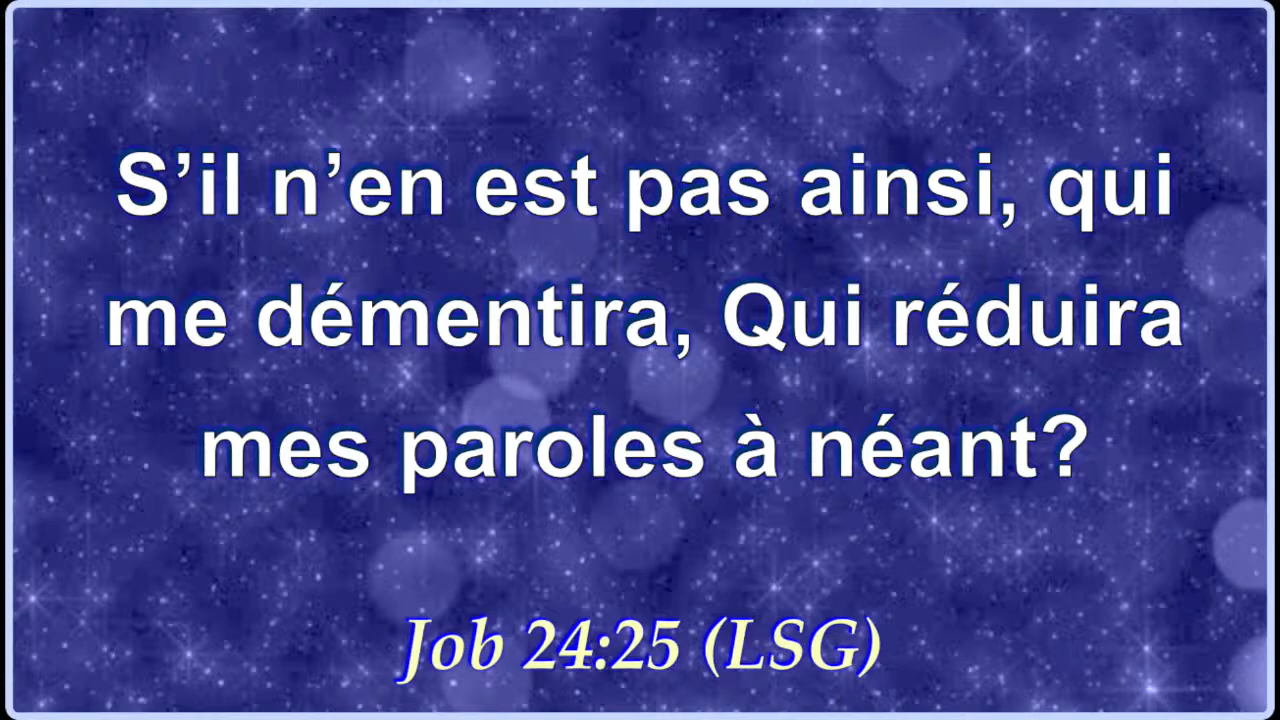 S’il n’en est pas ainsi, qui
me démentira, Qui réduira
mes paroles à néant?
Job 24:25 (LSG)